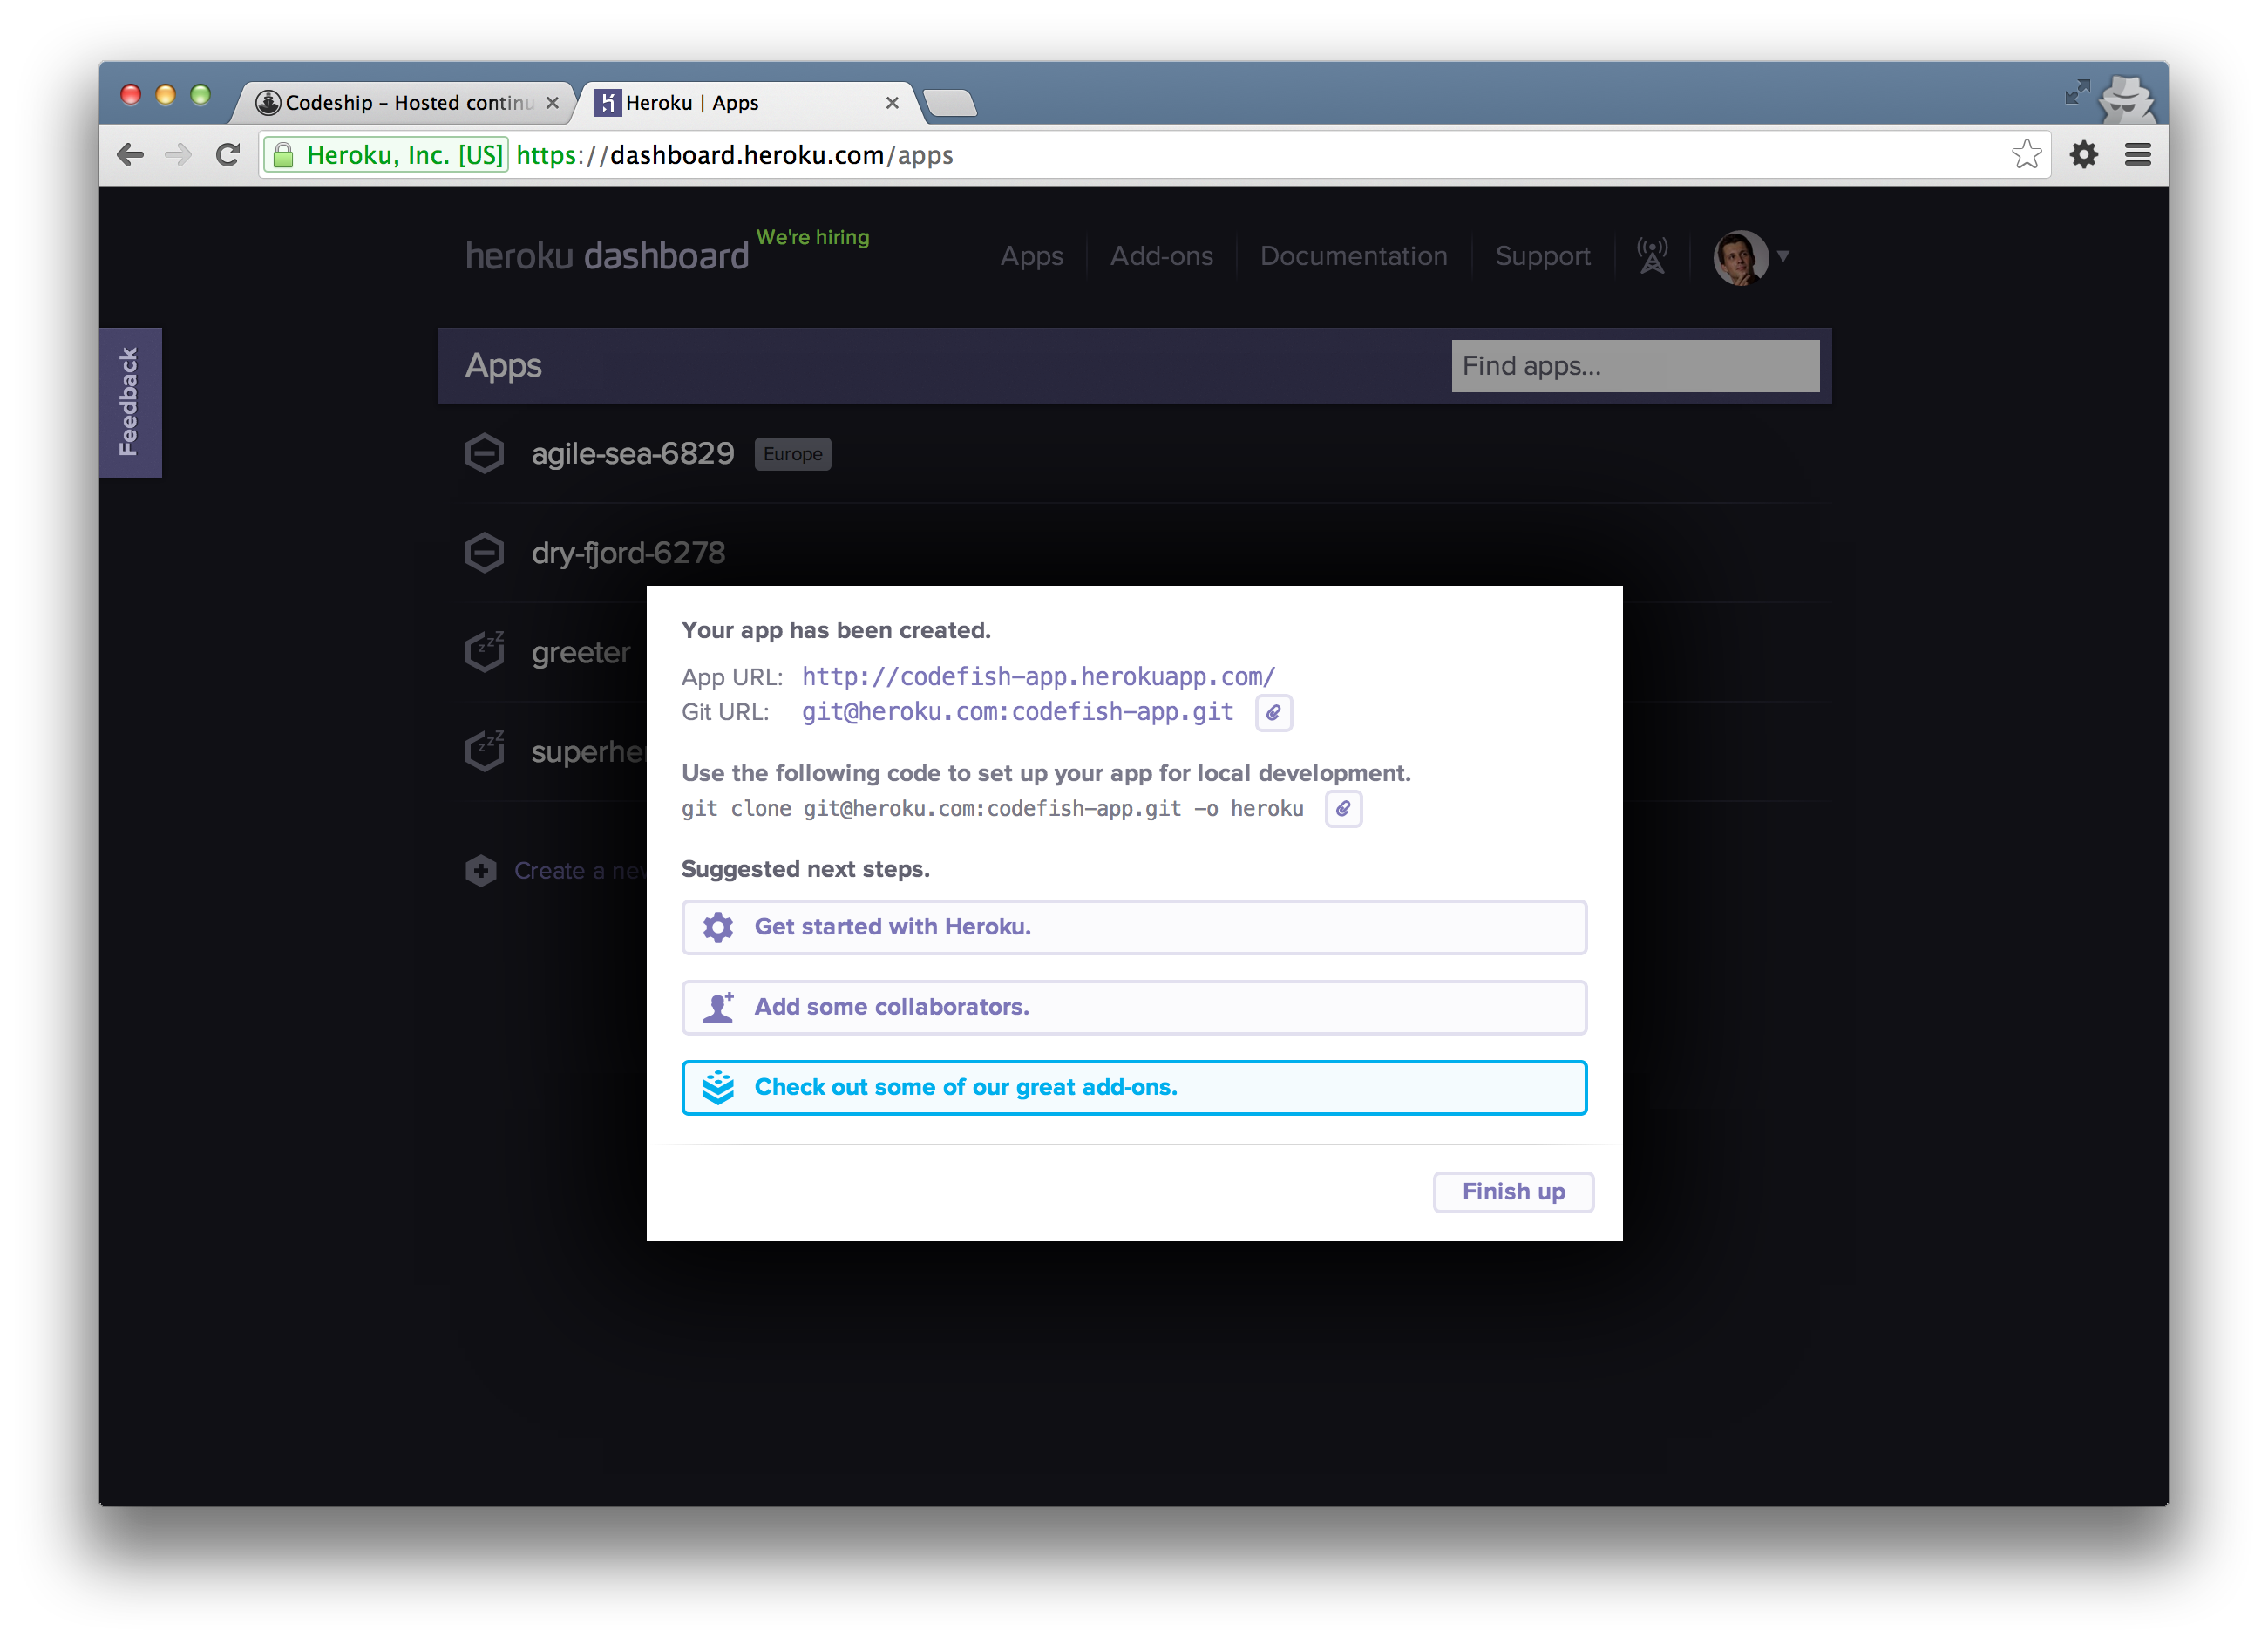 Codeship – Hosted continu
Heroku | Apps
Heroku, Inc. [US] https://dashboard.heroku.com/apps
heroku dashboard We're hiring
Apps Add-ons Documentation Support
Feedback
Apps Find apps...
agile-sea-6829 Europe
dry-fjord-6278
greeter
superhe
Create a new
Your app has been created.
App URL: http://codefish-app.herokuapp.com/
Git URL: git@heroku.com:codefish-app.git
Use the following code to set up your app for local development.
git clone git@heroku.com:codefish-app.git -o heroku
Suggested next steps.
Get started with Heroku.
Add some collaborators.
Check out some of our great add-ons.
Finish up